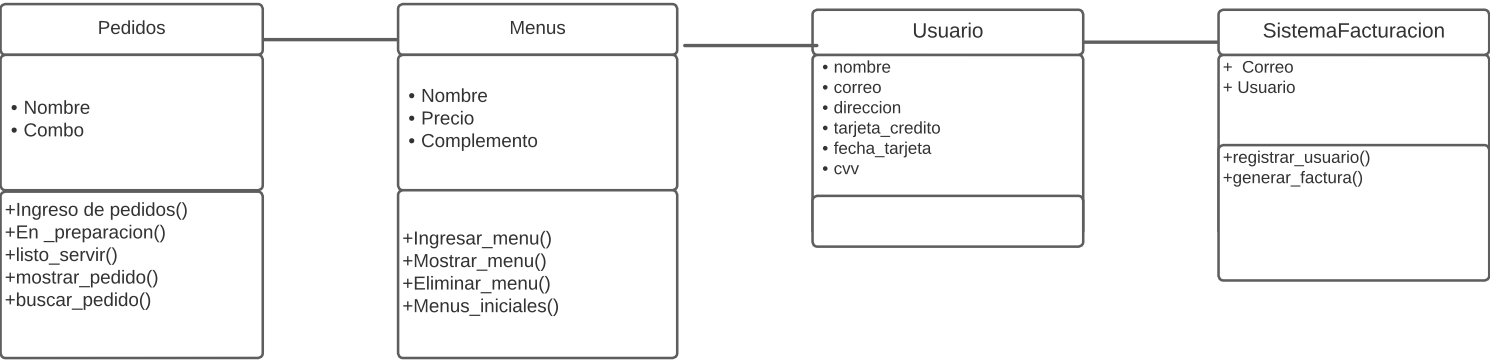 Pedidos
• Nombre
• Combo
+Ingreso de pedidos()
+En _preparacion()
+listo_servir()
+mostrar_pedido()
+buscar_pedido()
Menus
• Nombre
• Precio
• Complemento
+Ingresar_menu()
+Mostrar_menu()
+Eliminar_menu()
+Menus_iniciales()
Usuario
• nombre
• correo
• direccion
• tarjeta_credito
• fecha_tarjeta
• cvv
SistemaFacturacion
+ Correo
+ Usuario
+registrar_usuario()
+generar_factura()